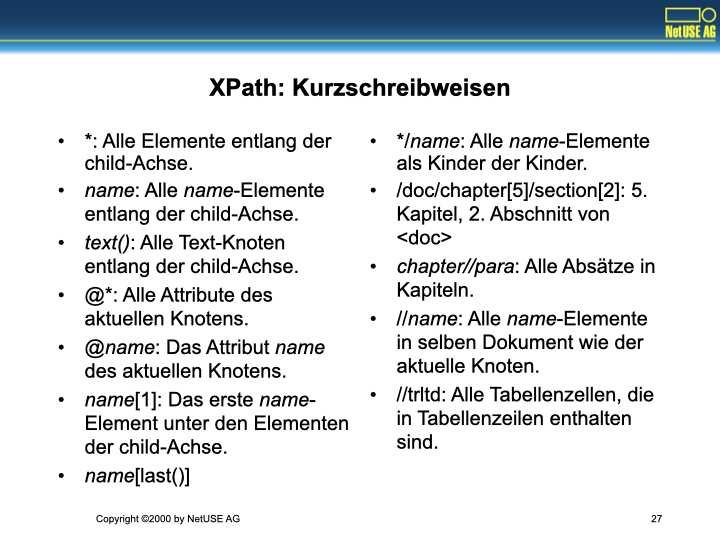 NetUSE AG
XPath: Kurzschreibweisen
• *: Alle Elemente entlang der
child-Achse.
• name: Alle name-Elemente
entlang der child-Achse.
• text(): Alle Text-Knoten
entlang der child-Achse.
• @*: Alle Attribute des
aktuellen Knotens.
• @name: Das Attribut name
des aktuellen Knotens.
• name[1]: Das erste name-
Element unter den Elementen
der child-Achse.
• name[last()]
• */name: Alle name-Elemente
als Kinder der Kinder.
• /doc/chapter[5]/section[2]: 5.
Kapitel, 2. Abschnitt von
<doc>
• chapter//para: Alle Absätze in
Kapiteln.
• //name: Alle name-Elemente
in selben Dokument wie der
aktuelle Knoten.
• //trltd: Alle Tabellenzellen, die
in Tabellenzeilen enthalten
sind.
Copyright ©2000 by NetUSE AG
27